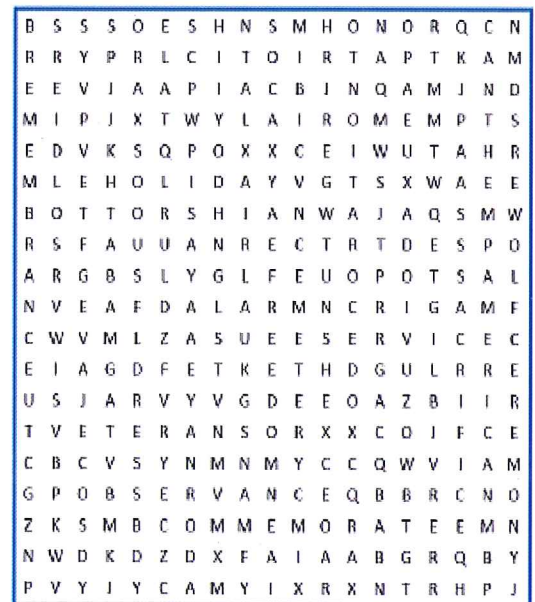 B S S S O E S H N S M H O N O R Q C N
R R Y P R L C I T O I R T A P T K A M
E E V J A A P I A C B J N Q A M J N D
M I P J X T W Y L A I R O M E M P T S
E D V K S Q P O X X C E I W U T A H R
M L E H O L I D A Y V G T S X W A E E
B O T T O R S H I A N W A J A Q S M W
R S F A U U A N R E C T R T D E S P O
A R G B S L Y G L F E U O P O T S A L
N V E A F D A L A R M N C R I G A M F
C W V M L Z A S U E E S E R V I C E C
E I A G D F E T K E T H D G U L R R E
U S J A R V Y V G D E E O A Z B I I R
T V E T E R A N S O R X X C O J F C E
C B C V S Y N M N M Y C C Q W V I A M
G P O B S E R V A N C E Q B B R C N O
Z K S M B C O M M E M O R A T E E M N
N W D K D Z D X F A I A A B G R Q B Y
P V Y J Y C A M Y I X R X N T R H P J